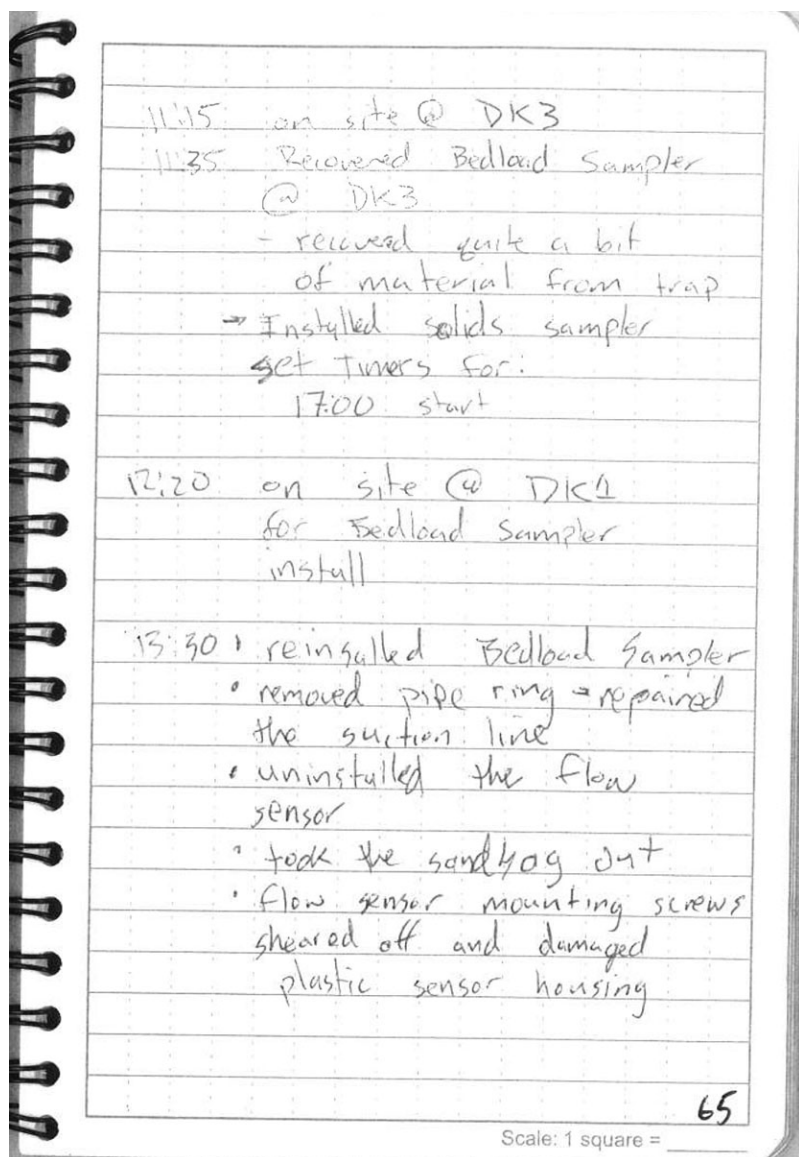 11:15 on site @ DK3
11:35 Recovered Bedload Sampler
@ DK3
- recovered quite a bit
of material from trap
→ Installed solids sampler
set Timers for:
17:00 start
12:20 on site @ DK1
for Bedload Sampler
install
13:30 • reinsalled Bedload Sampler
• removed pipe ring → repaired
the suction line
• uninstalled the flow
sensor
• took the sandbag out
• flow sensor mounting screws
sheared off and damaged
plastic sensor housing
65
Scale: 1 square = ______